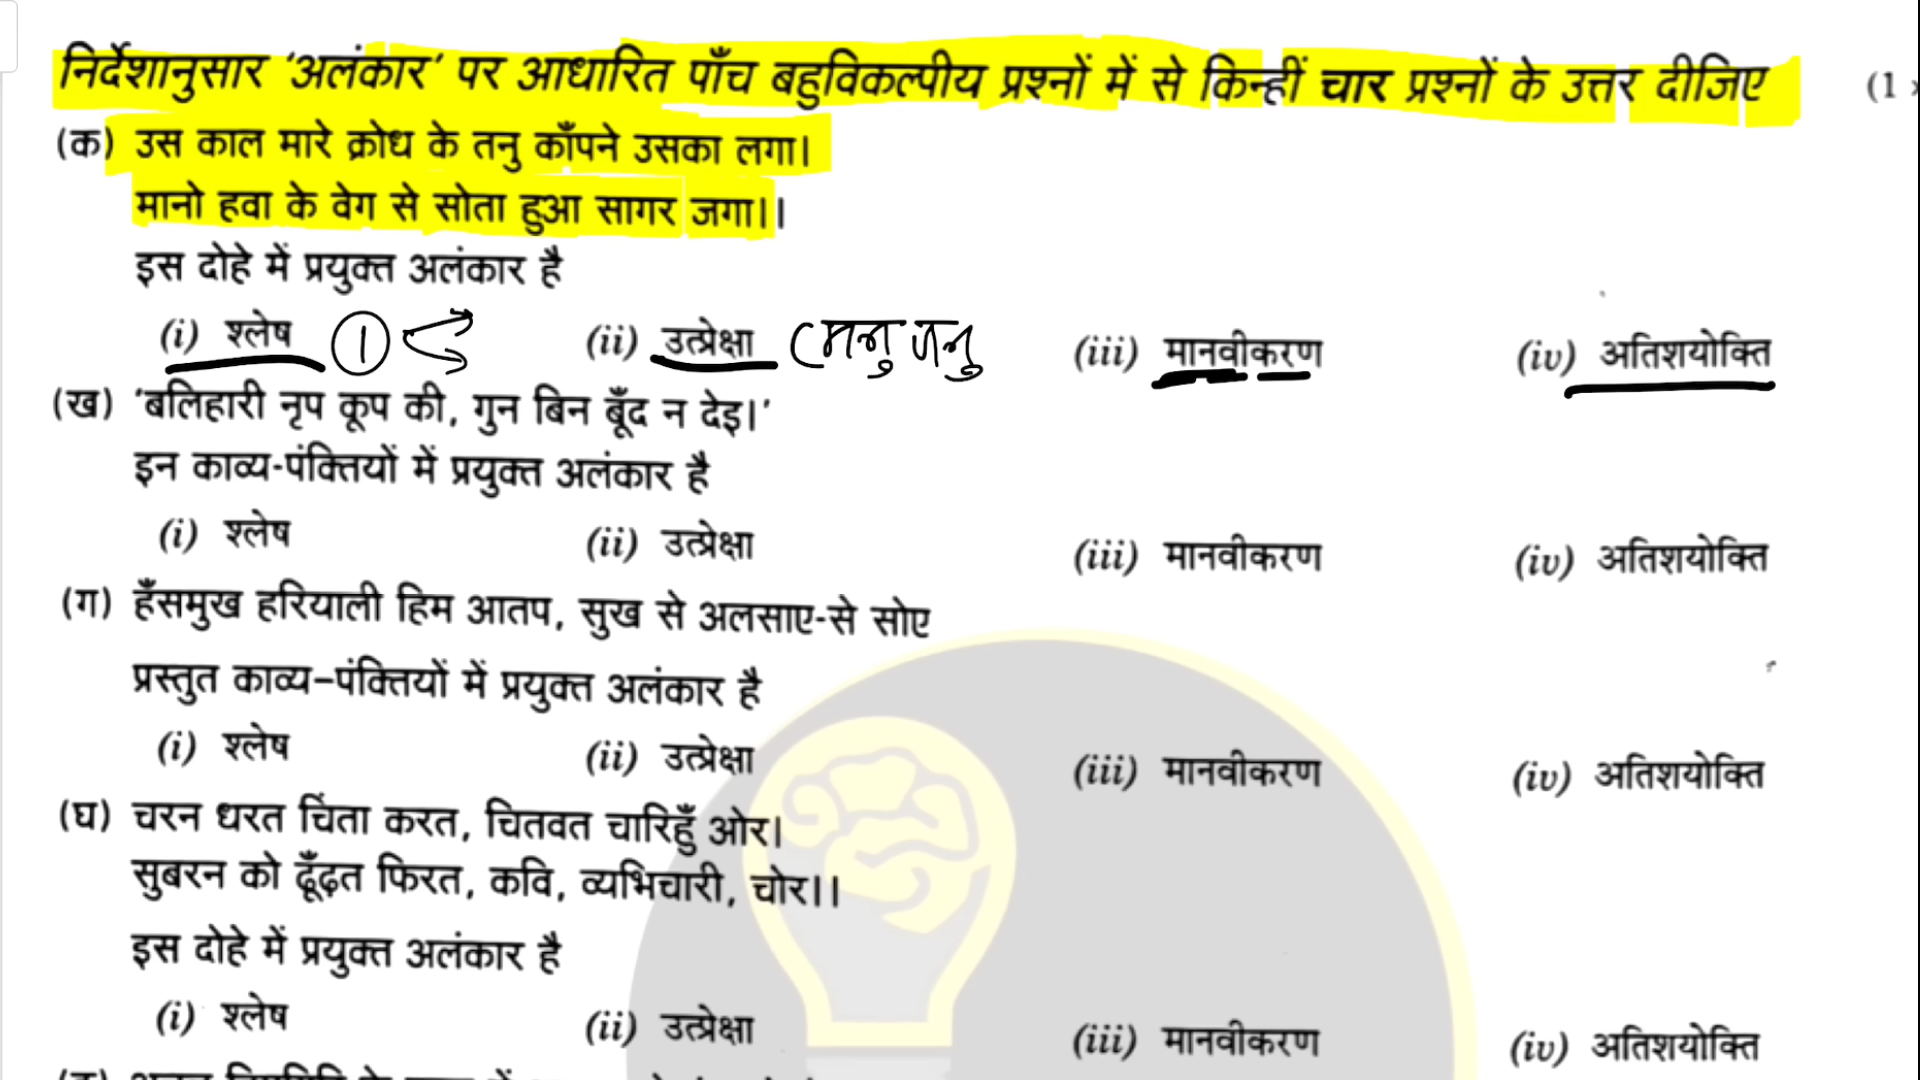 निर्देशानुसार 'अलंकार' पर आधारित पाँच बहुविकल्पीय प्रश्नों में से किन्हीं चार प्रश्नों के उत्तर दीजिए (1
(क) उस काल मारे क्रोध के तनु काँपने उसका लगा।
मानो हवा के वेग से सोता हुआ सागर जगा।।
इस दोहे में प्रयुक्त अलंकार है
(i) श्लेष 1 (ii) उत्प्रेक्षा (मनु जनु (iii) मानवीकरण (iv) अतिशयोक्ति
(ख) 'बलिहारी नृप कूप की, गुन बिन बूँद न देइ।'
इन काव्य-पंक्तियों में प्रयुक्त अलंकार है
(i) श्लेष (ii) उत्प्रेक्षा (iii) मानवीकरण (iv) अतिशयोक्ति
(ग) हँसमुख हरियाली हिम आतप, सुख से अलसाए-से सोए
प्रस्तुत काव्य-पंक्तियों में प्रयुक्त अलंकार है
(i) श्लेष (ii) उत्प्रेक्षा (iii) मानवीकरण (iv) अतिशयोक्ति
(घ) चरन धरत चिंता करत, चितवत चारिहुँ ओर।
सुबरन को ढूँढ़त फिरत, कवि, व्यभिचारी, चोर।।
इस दोहे में प्रयुक्त अलंकार है
(i) श्लेष (ii) उत्प्रेक्षा (iii) मानवीकरण (iv) अतिशयोक्ति